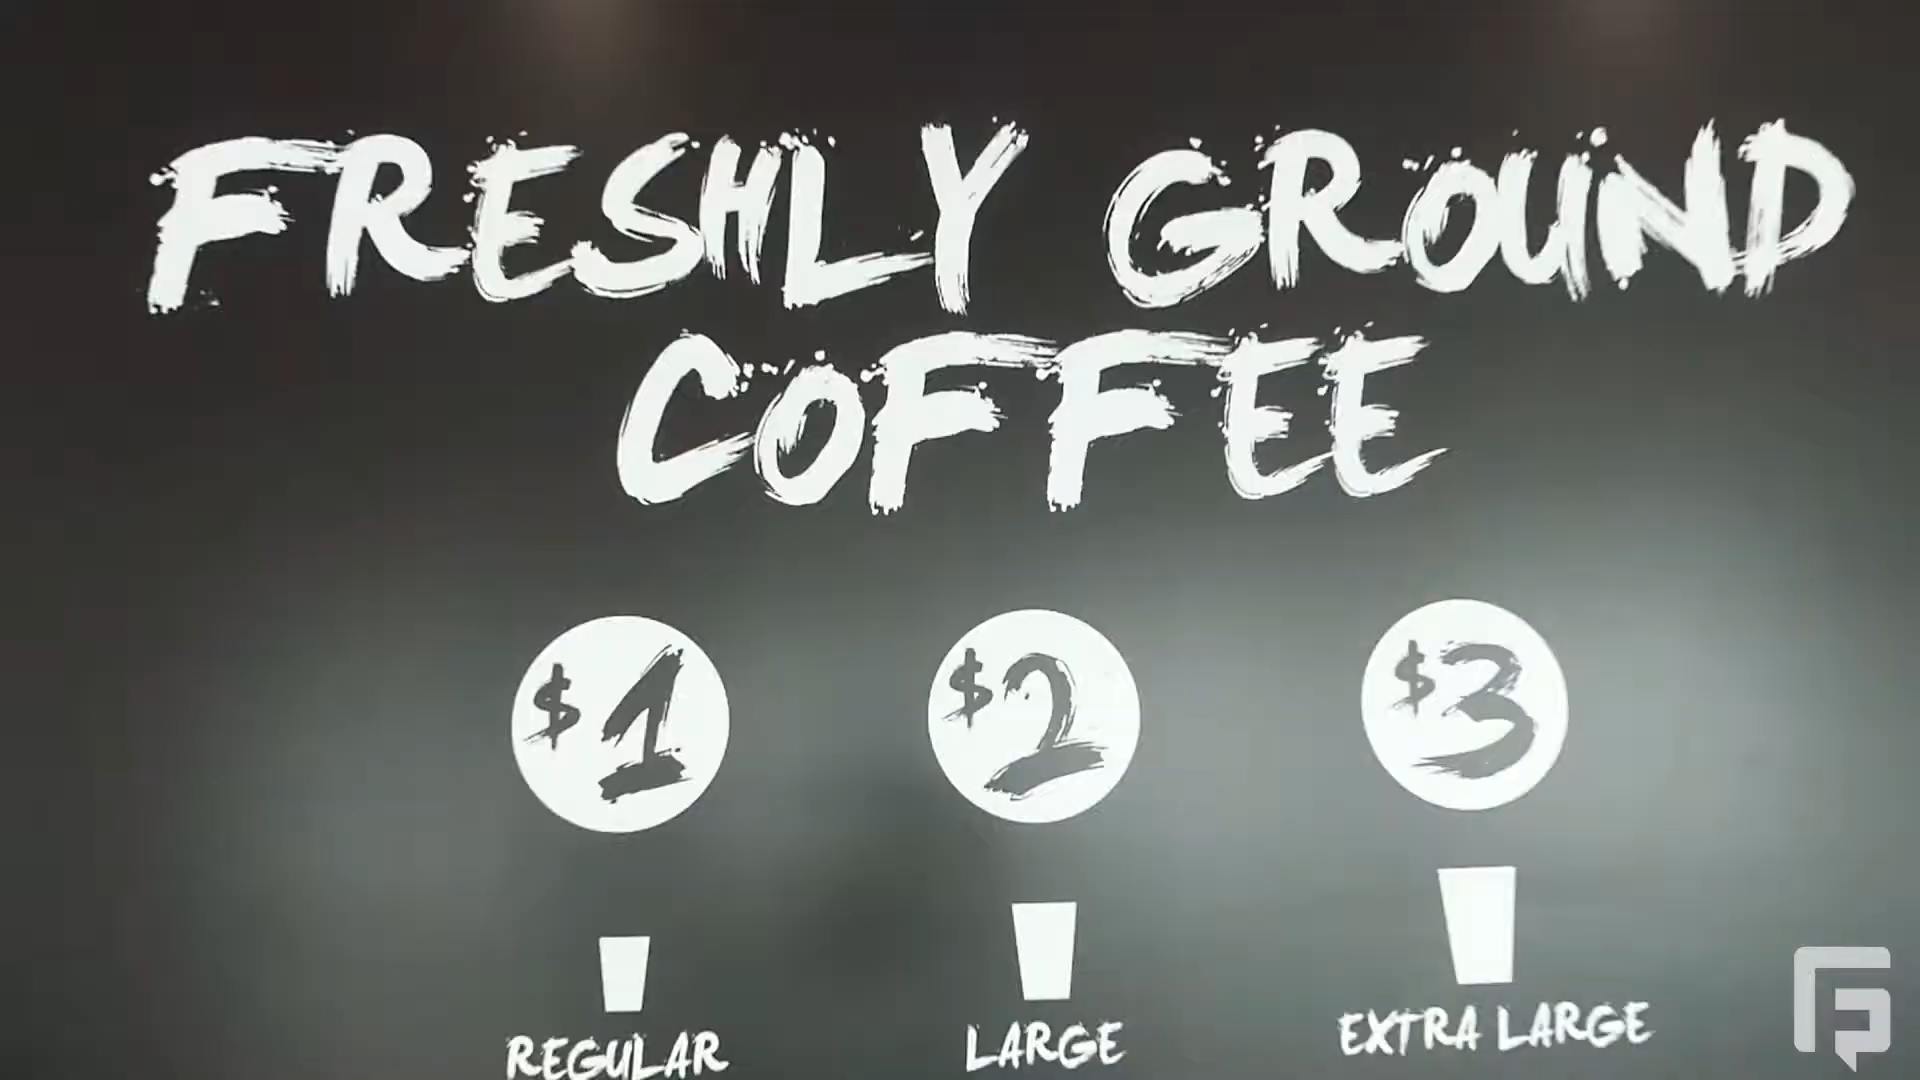 FRESHLY GROUND
COFFEE
$1
$2
$3
REGULAR
LARGE
EXTRA LARGE